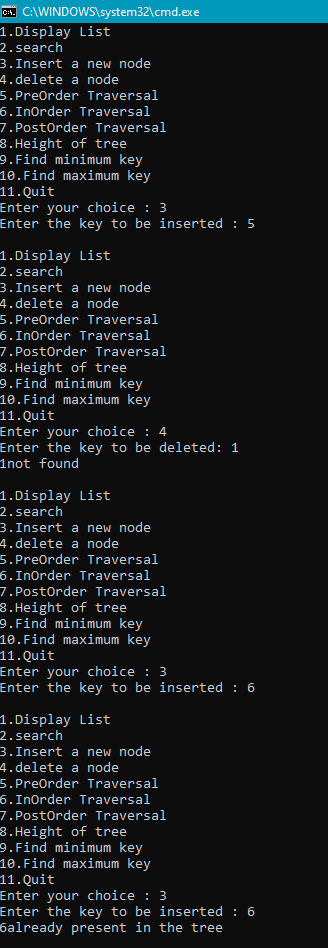 C:\WINDOWS\system32\cmd.exe
1.Display List
2.search
3.Insert a new node
4.delete a node
5.PreOrder Traversal
6.InOrder Traversal
7.PostOrder Traversal
8.Height of tree
9.Find minimum key
10.Find maximum key
11.Quit
Enter your choice : 3
Enter the key to be inserted : 5
1.Display List
2.search
3.Insert a new node
4.delete a node
5.PreOrder Traversal
6.InOrder Traversal
7.PostOrder Traversal
8.Height of tree
9.Find minimum key
10.Find maximum key
11.Quit
Enter your choice : 4
Enter the key to be deleted: 1
1not found
1.Display List
2.search
3.Insert a new node
4.delete a node
5.PreOrder Traversal
6.InOrder Traversal
7.PostOrder Traversal
8.Height of tree
9.Find minimum key
10.Find maximum key
11.Quit
Enter your choice : 3
Enter the key to be inserted : 6
1.Display List
2.search
3.Insert a new node
4.delete a node
5.PreOrder Traversal
6.InOrder Traversal
7.PostOrder Traversal
8.Height of tree
9.Find minimum key
10.Find maximum key
11.Quit
Enter your choice : 3
Enter the key to be inserted : 6
6already present in the tree